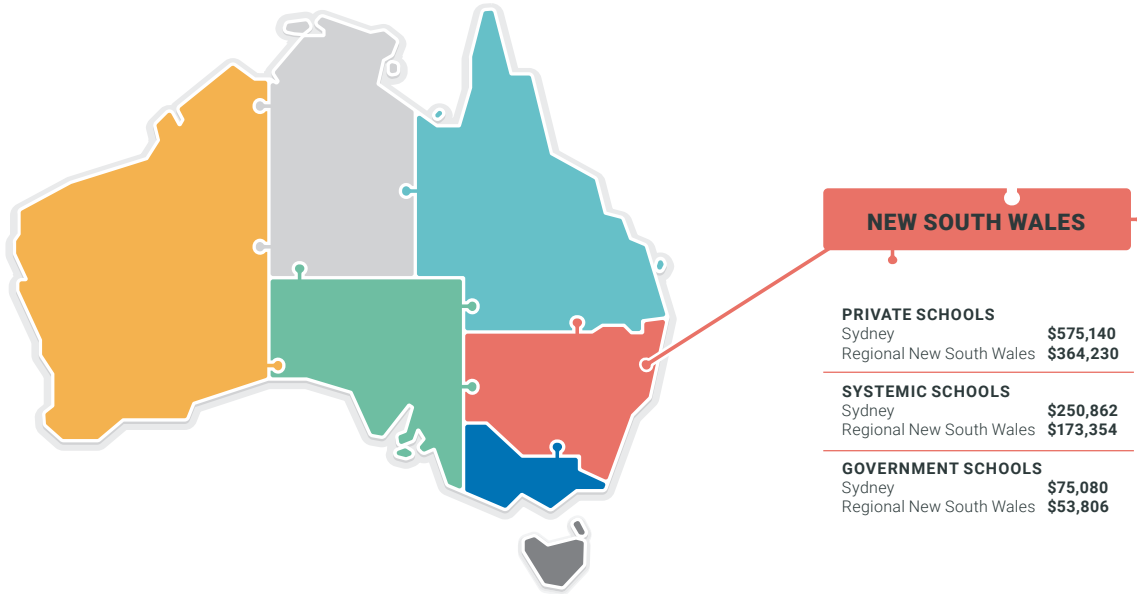 NEW SOUTH WALES
PRIVATE SCHOOLS
Sydney $575,140
Regional New South Wales $364,230
SYSTEMIC SCHOOLS
Sydney $250,862
Regional New South Wales $173,354
GOVERNMENT SCHOOLS
Sydney $75,080
Regional New South Wales $53,806